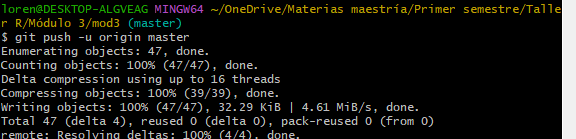 loren@DESKTOP-ALGVEAG MINGW64 ~/OneDrive/Materias maestría/Primer semestre/Talle
r R/Módulo 3/mod3 (master)
$ git push -u origin master
Enumerating objects: 47, done.
Counting objects: 100% (47/47), done.
Delta compression using up to 16 threads
Compressing objects: 100% (39/39), done.
Writing objects: 100% (47/47), 32.29 KiB | 4.61 MiB/s, done.
Total 47 (delta 4), reused 0 (delta 0), pack-reused 0 (from 0)
remote: Resolving deltas: 100% (4/4), done.